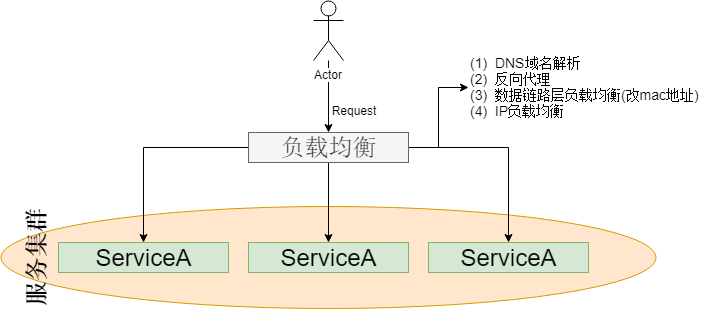 Actor
Request
负载均衡
(1) DNS域名解析
(2) 反向代理
(3) 数据链路层负载均衡(改mac地址)
(4) IP负载均衡
服务集群
ServiceA
ServiceA
ServiceA